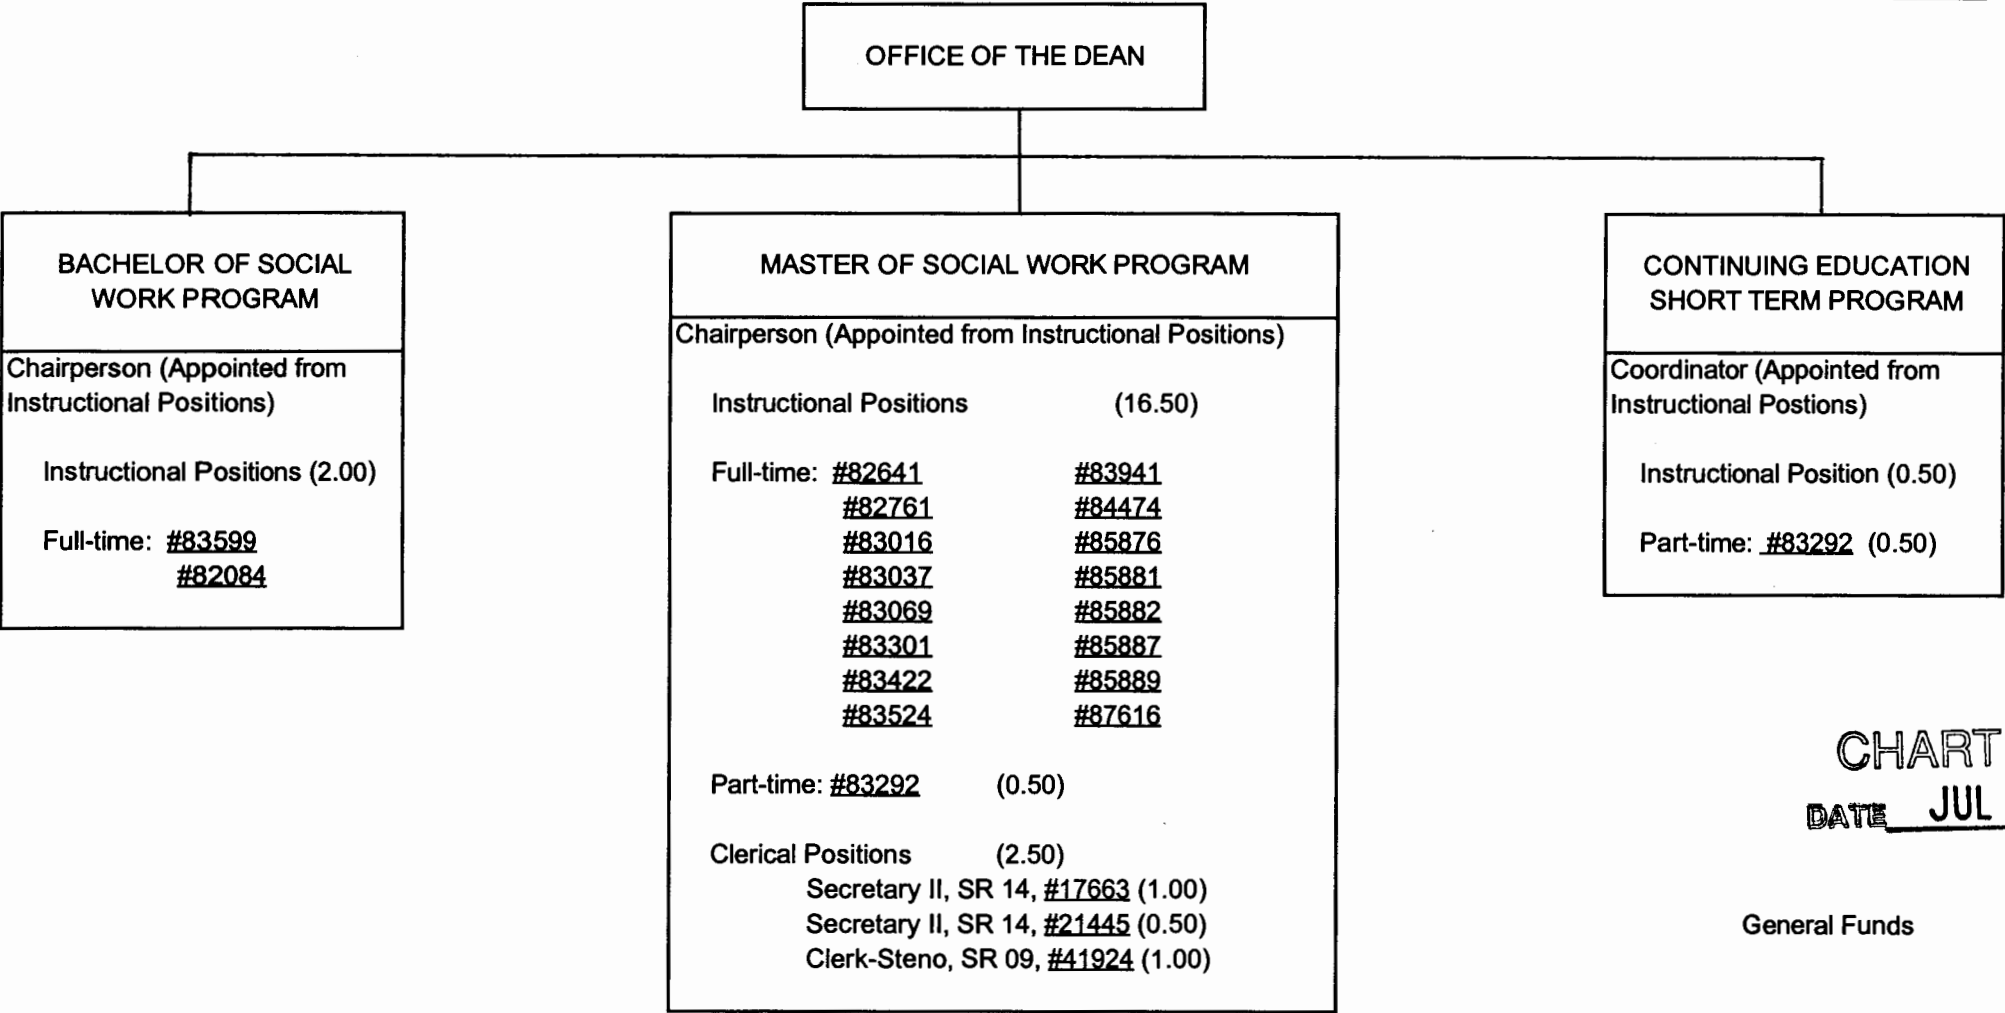 OFFICE OF THE DEAN
BACHELOR OF SOCIAL
WORK PROGRAM
Chairperson (Appointed from
Instructional Positions)
Instructional Positions (2.00)
Full-time: #83599
#82084
MASTER OF SOCIAL WORK PROGRAM
Chairperson (Appointed from Instructional Positions)
Instructional Positions (16.50)
Full-time: #82641 #83941
#82761 #84474
#83016 #85876
#83037 #85881
#83069 #85882
#83301 #85887
#83422 #85889
#83524 #87616
Part-time: #83292 (0.50)
Clerical Positions (2.50)
Secretary II, SR 14, #17663 (1.00)
Secretary II, SR 14, #21445 (0.50)
Clerk-Steno, SR 09, #41924 (1.00)
CONTINUING EDUCATION
SHORT TERM PROGRAM
Coordinator (Appointed from
Instructional Postions)
Instructional Position (0.50)
Part-time: #83292 (0.50)
CHART
DATE JUL
General Funds